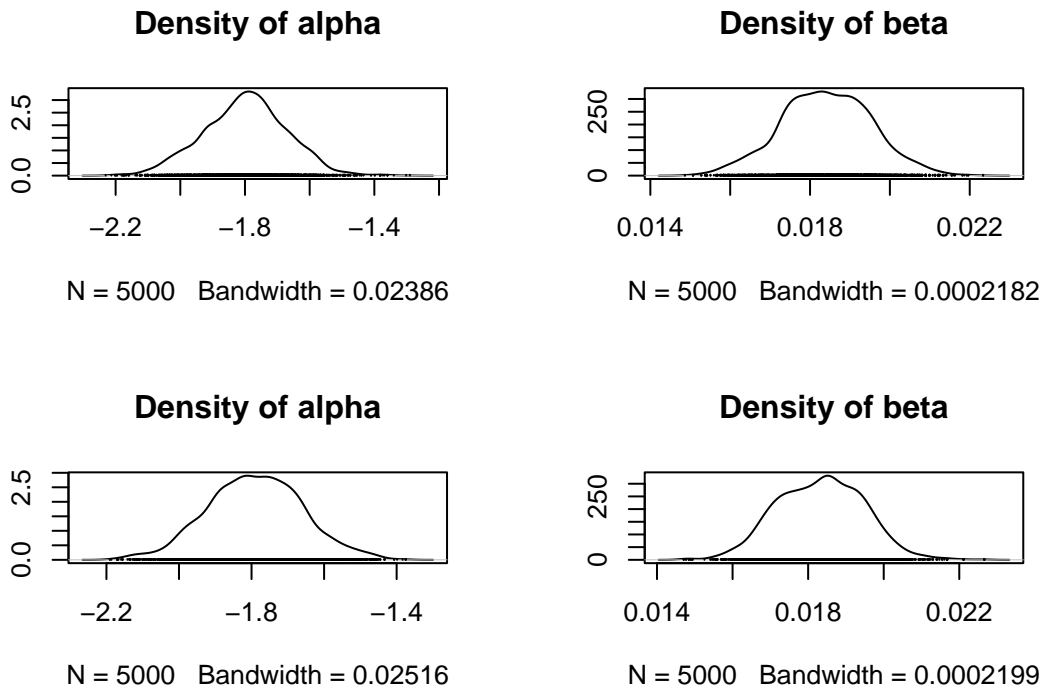 Density of alpha
2.5
0.0
−2.2 −1.8 −1.4
N = 5000 Bandwidth = 0.02386
Density of beta
250
0
0.014 0.018 0.022
N = 5000 Bandwidth = 0.0002182
Density of alpha
2.5
0.0
−2.2 −1.8 −1.4
N = 5000 Bandwidth = 0.02516
Density of beta
250
0
0.014 0.018 0.022
N = 5000 Bandwidth = 0.0002199